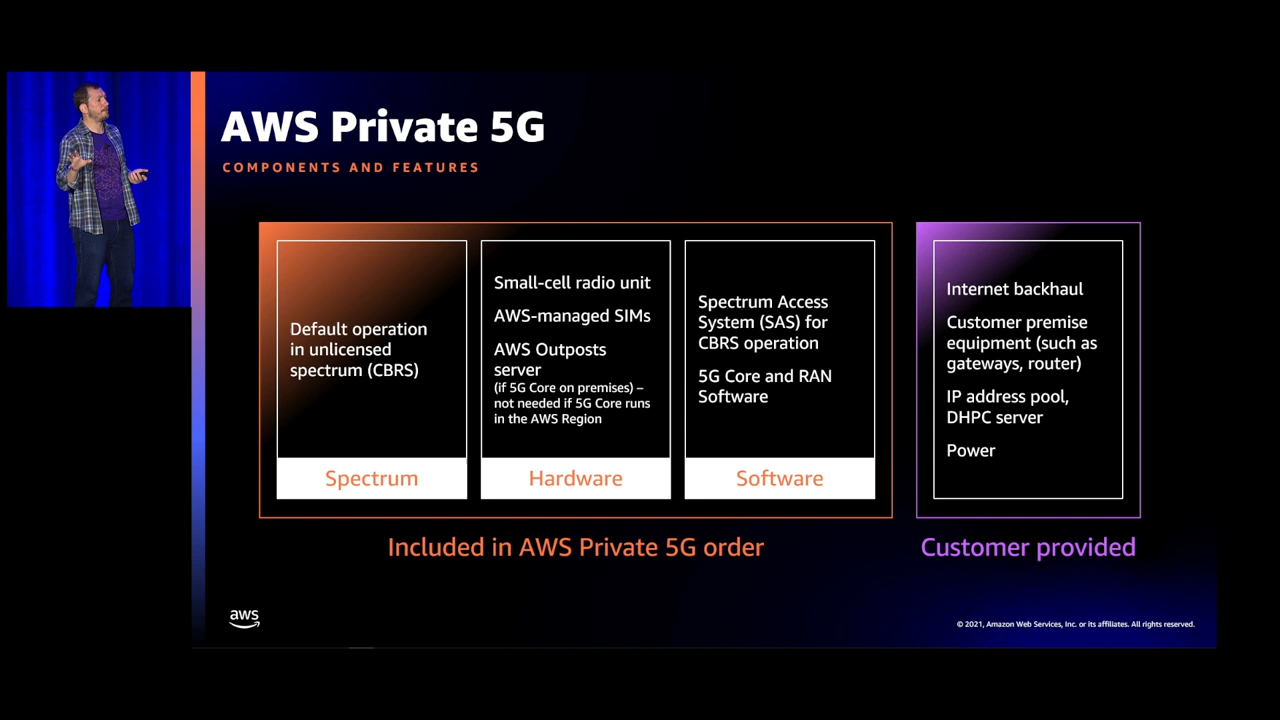 AWS Private 5G
COMPONENTS AND FEATURES
Default operation
in unlicensed
spectrum (CBRS)
Spectrum
Small-cell radio unit
AWS-managed SIMs
AWS Outposts
server
(if 5G Core on premises) –
not needed if 5G Core runs
in the AWS Region
Hardware
Spectrum Access
System (SAS) for
CBRS operation
5G Core and RAN
Software
Software
Included in AWS Private 5G order
Internet backhaul
Customer premise
equipment (such as
gateways, router)
IP address pool,
DHPC server
Power
Customer provided
aws
© 2021, Amazon Web Services, Inc. or its affiliates. All rights reserved.